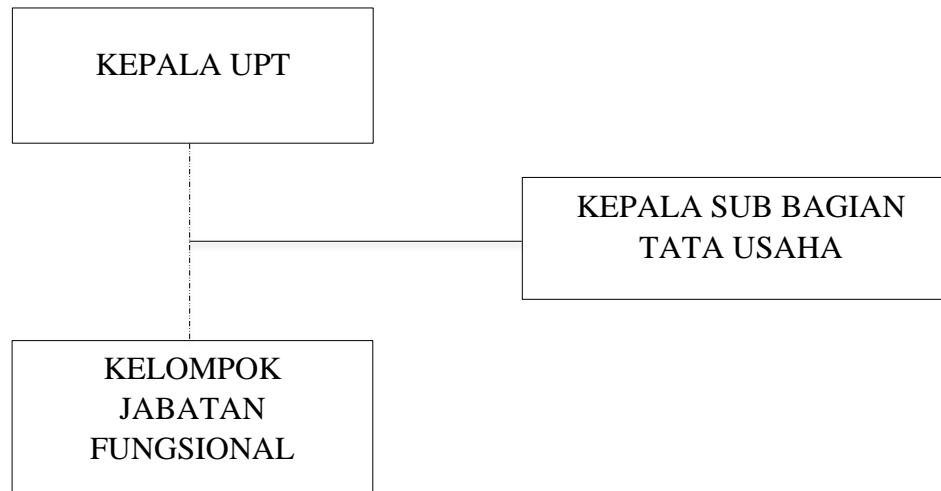 KEPALA UPT
KEPALA SUB BAGIAN
TATA USAHA
KELOMPOK
JABATAN
FUNGSIONAL